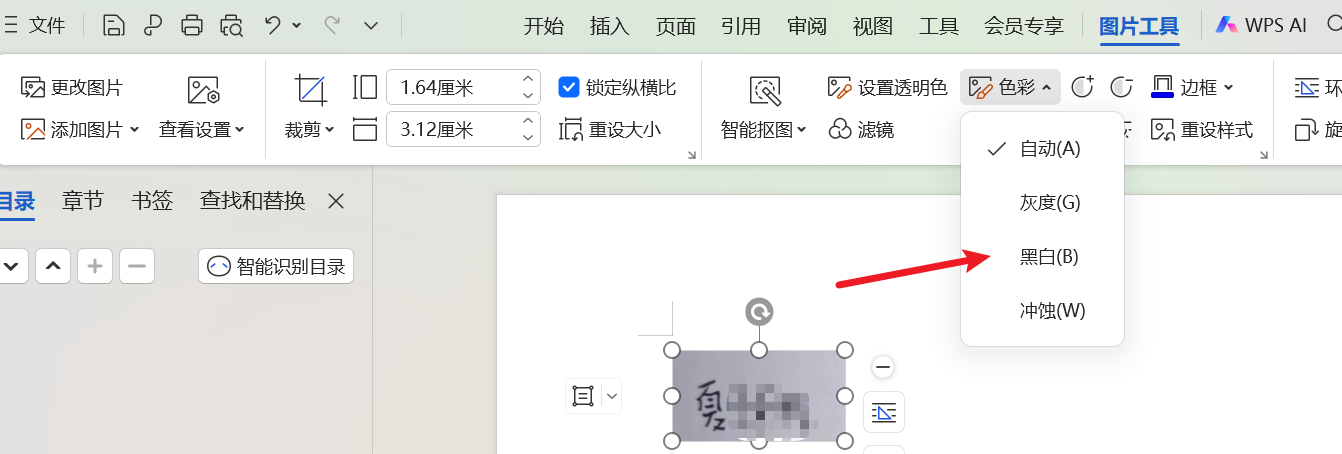 文件 开始 插入 页面 引用 审阅 视图 工具 会员专享 图片工具 WPS AI
更改图片 1.64厘米 锁定纵横比 设置透明色 色彩 边框 环
添加图片 查看设置 裁剪 3.12厘米 重设大小 智能抠图 滤镜 重设样式 旋
自动(A)
目录 章节 书签 查找和替换
灰度(G)
智能识别目录 黑白(B)
冲蚀(W)
夏